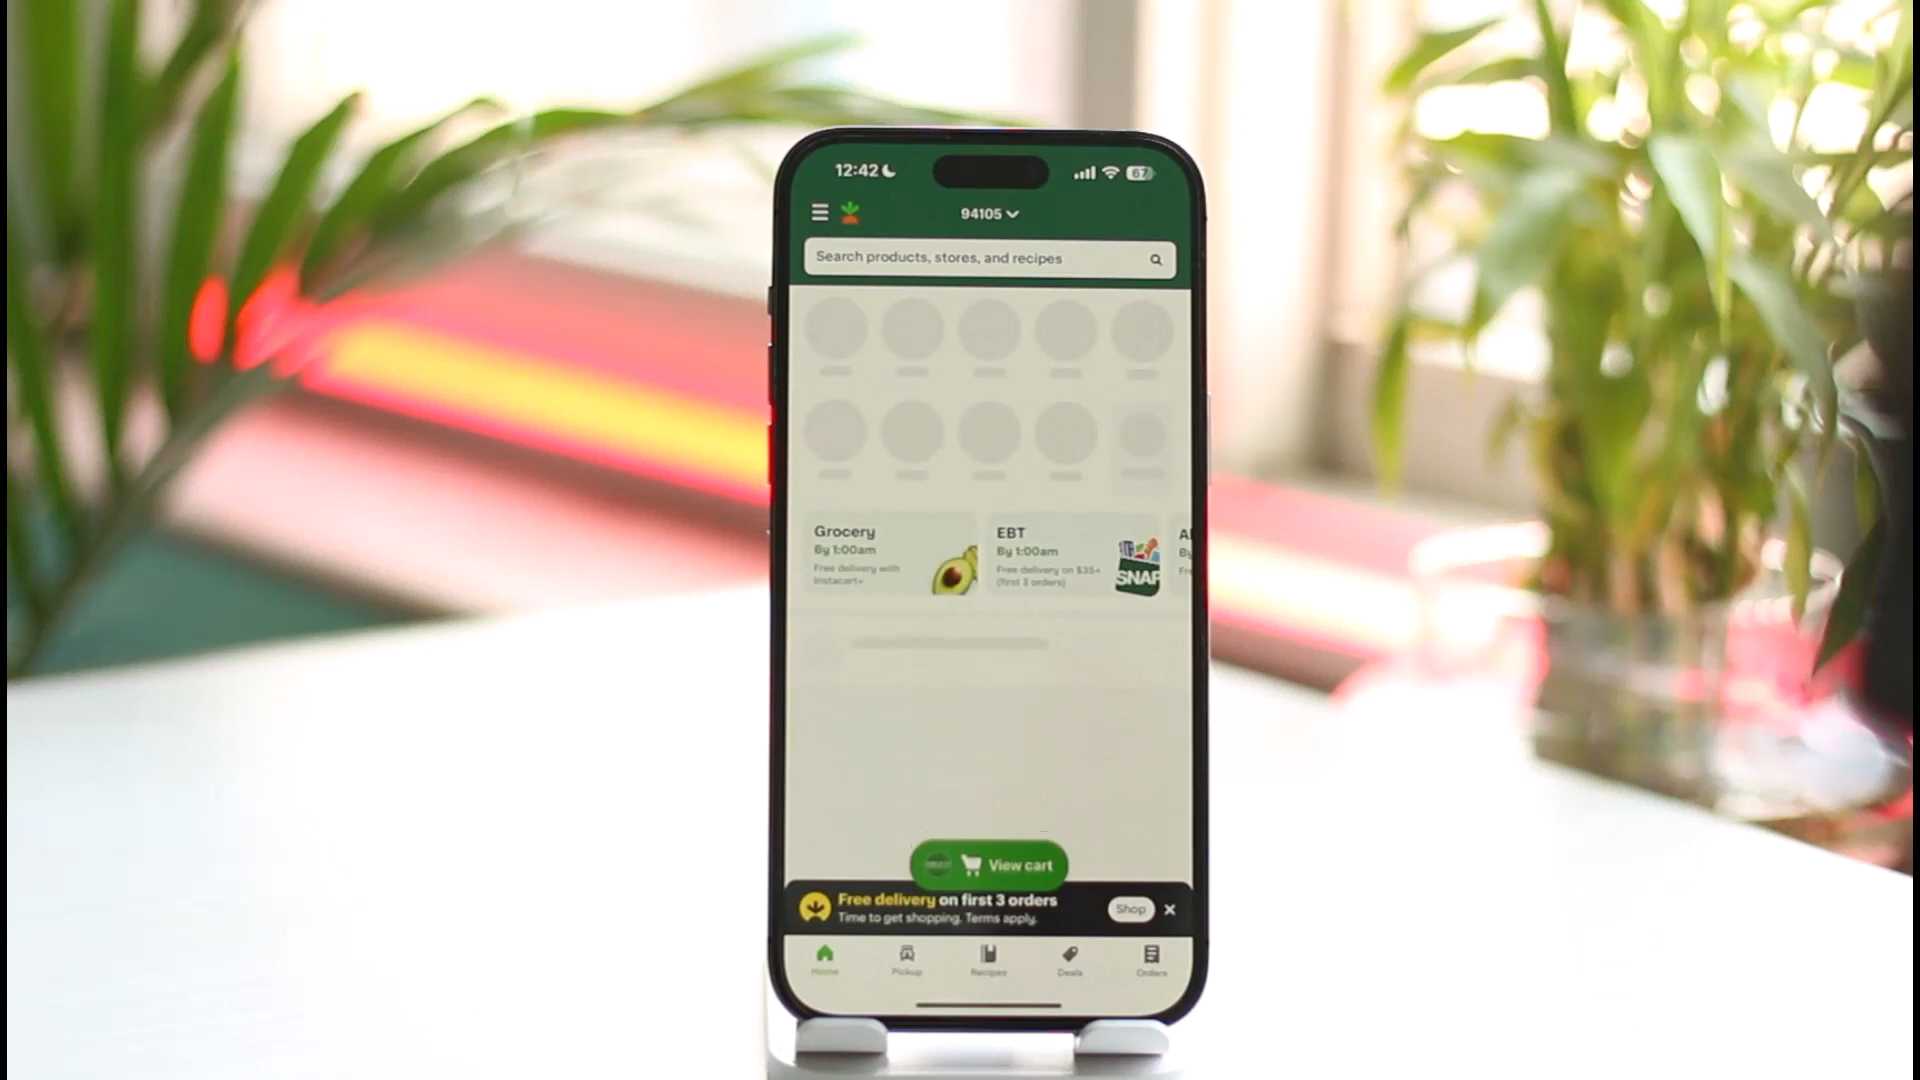 12:42
67
94105
Search products, stores, and recipes
Grocery
By 1:00am
Free delivery with
Instacart+
EBT
By 1:00am
Free delivery on $35+
(first 3 orders)
SNAP
View cart
Free delivery on first 3 orders
Time to get shopping. Terms apply.
Shop
Home
Pickup
Recipes
Deals
Orders